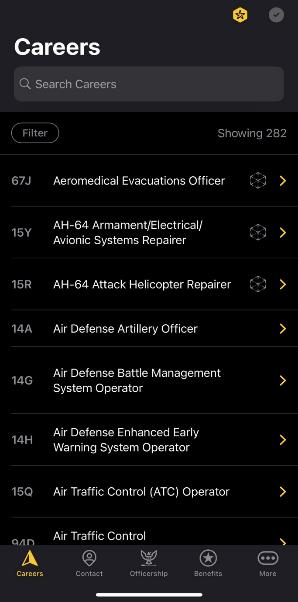 Careers
Search Careers
Filter
Showing 282
67J
Aeromedical Evacuations Officer
15Y
AH-64 Armament/Electrical/
Avionic Systems Repairer
15R
AH-64 Attack Helicopter Repairer
14A
Air Defense Artillery Officer
14G
Air Defense Battle Management
System Operator
14H
Air Defense Enhanced Early
Warning System Operator
15Q
Air Traffic Control (ATC) Operator
94D
Air Traffic Control
Careers
Contact
Officership
Benefits
More